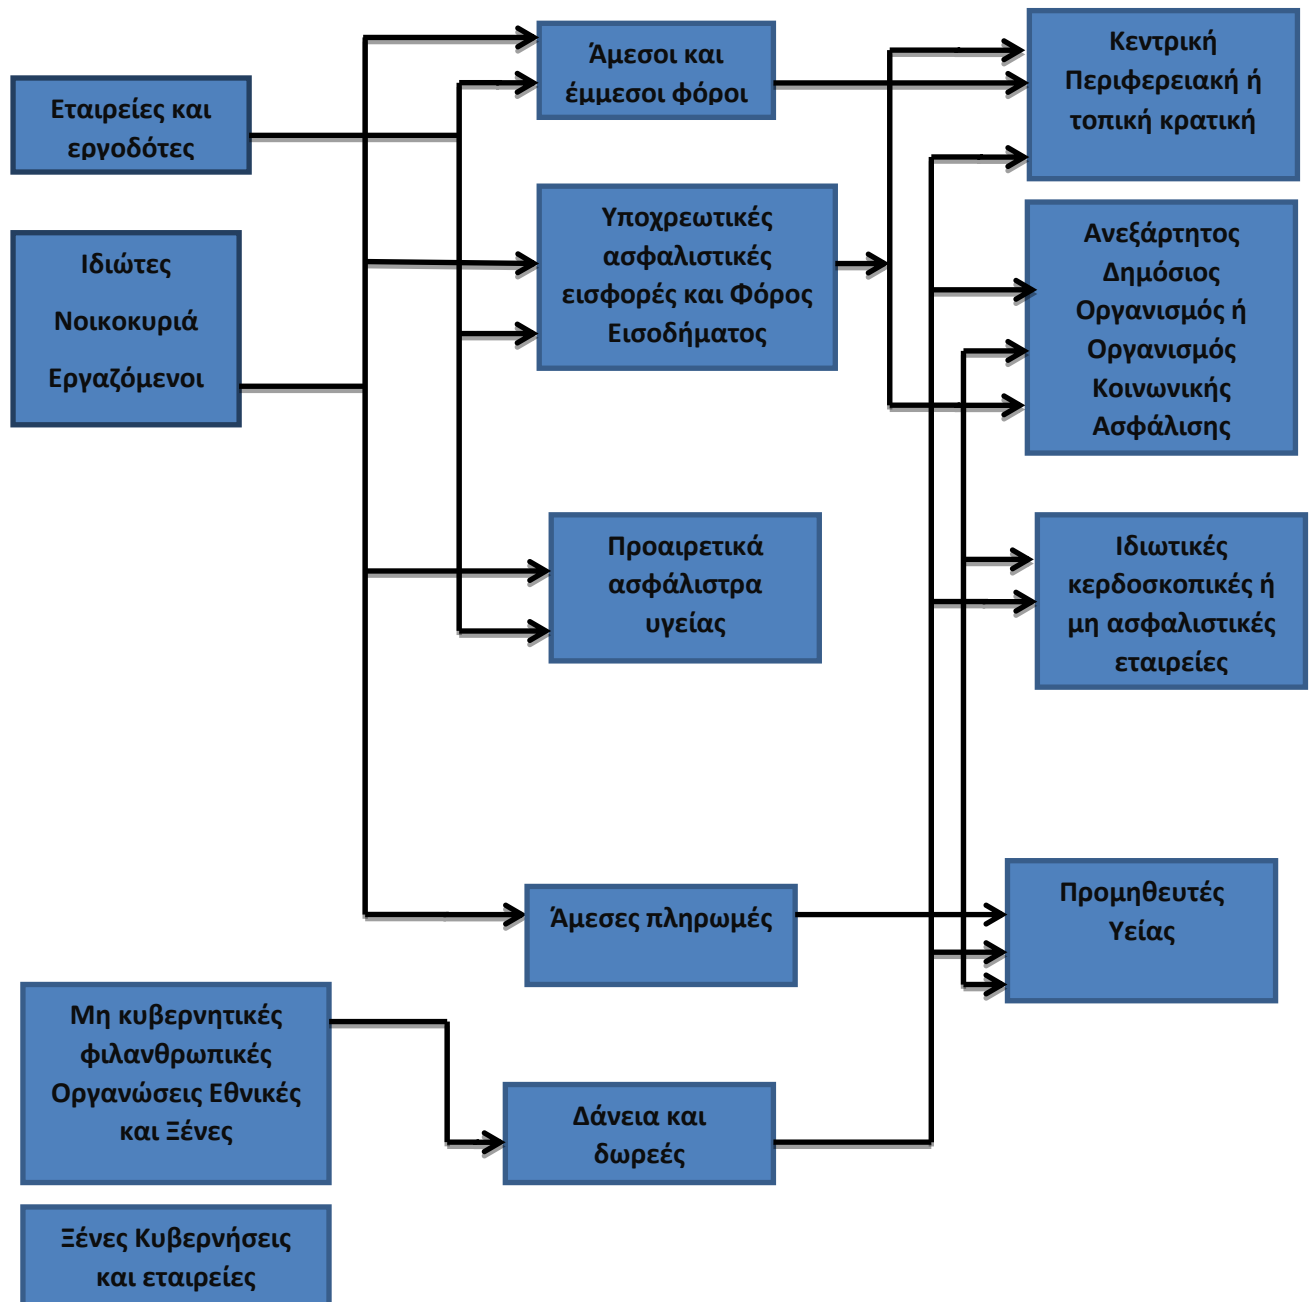 Εταιρείες και
εργοδότες
Ιδιώτες
Νοικοκυριά
Εργαζόμενοι
Μη κυβερνητικές
φιλανθρωπικές
Οργανώσεις Εθνικές
και Ξένες
Ξένες Κυβερνήσεις
και εταιρείες
Άμεσοι και
έμμεσοι φόροι
Υποχρεωτικές
ασφαλιστικές
εισφορές και Φόρος
Εισοδήματος
Προαιρετικά
ασφάλιστρα
υγείας
Άμεσες πληρωμές
Δάνεια και
δωρεές
Κεντρική
Περιφερειακή ή
τοπική κρατική
Ανεξάρτητος
Δημόσιος
Οργανισμός ή
Οργανισμός
Κοινωνικής
Ασφάλισης
Ιδιωτικές
κερδοσκοπικές ή
μη ασφαλιστικές
εταιρείες
Προμηθευτές
Υείας